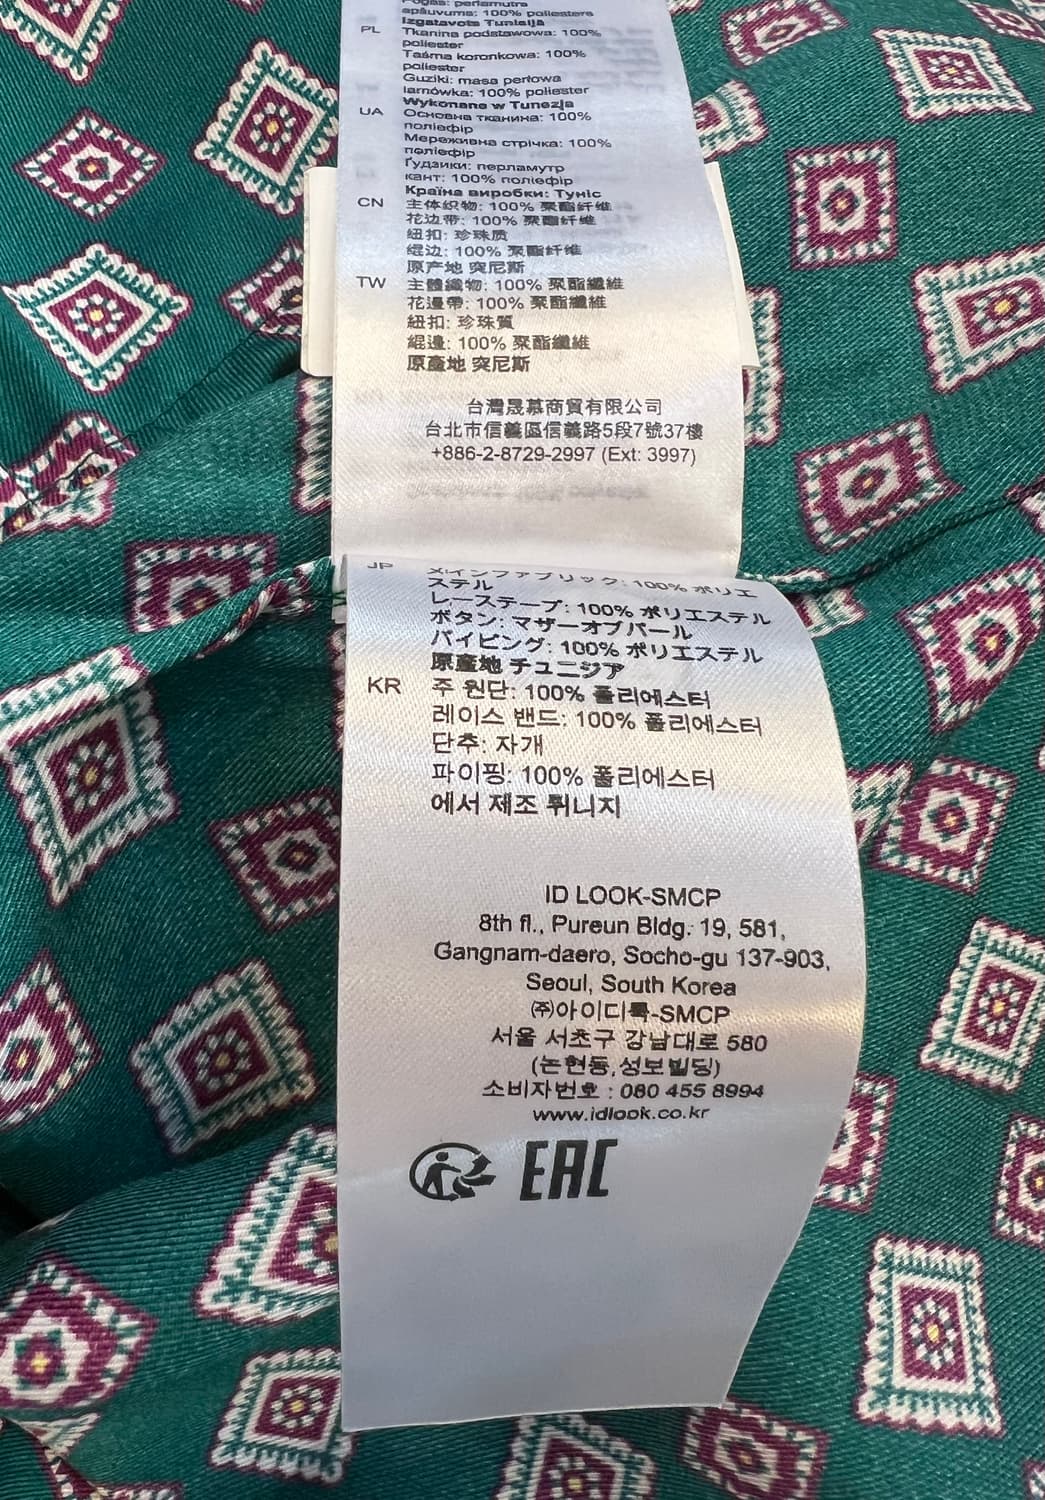 Pogas: perlamutra
apšuvums: 100% poliesters
Izgatavots Tunisijā
PL Tkanina podstawowa: 100%
poliester
Taśma koronkowa: 100%
poliester
Guziki: masa perłowa
lamówka: 100% poliester
Wykonane w Tunezja
UA Основна тканина: 100%
поліефір
Мереживна стрічка: 100%
поліефір
Ґудзики: перламутр
кант: 100% поліефір
Країна виробки: Туніс
CN 主体织物: 100% 聚酯纤维
花边带: 100% 聚酯纤维
纽扣: 珍珠质
绲边: 100% 聚酯纤维
原产地 突尼斯
TW 主體織物: 100% 聚酯纖維
花邊帶: 100% 聚酯纖維
紐扣: 珍珠質
緄邊: 100% 聚酯纖維
原產地 突尼斯
台灣晟慕商貿有限公司
台北市信義區信義路5段7號37樓
+886-2-8729-2997 (Ext: 3997)
JP メインファブリック: 100% ポリエ
ステル
レーステープ: 100% ポリエステル
ボタン: マザーオブパール
パイピング: 100% ポリエステル
原産地 チュニジア
KR 주 원단: 100% 폴리에스터
레이스 밴드: 100% 폴리에스터
단추: 자개
파이핑: 100% 폴리에스터
에서 제조 튀니지
ID LOOK-SMCP
8th fl., Pureun Bldg. 19, 581,
Gangnam-daero, Socho-gu 137-903,
Seoul, South Korea
㈜아이디룩-SMCP
서울 서초구 강남대로 580
(논현동,성보빌딩)
소비자번호 : 080 455 8994
www.idlook.co.kr
EAC